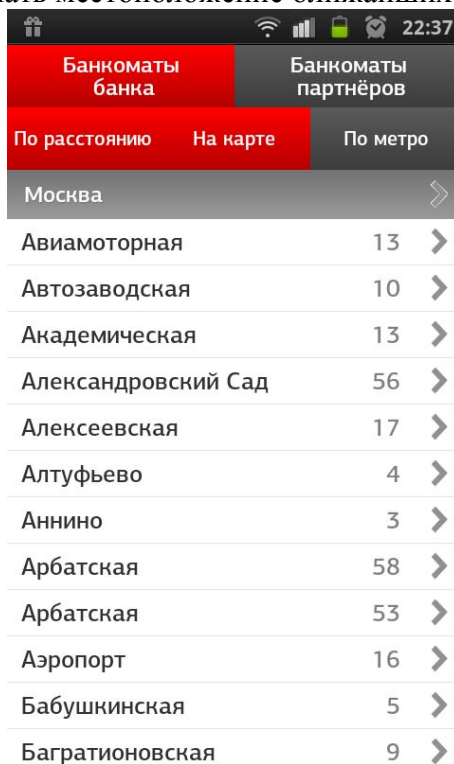 местоположение ближайших
22:37
Банкоматы банка
Банкоматы партнёров
По расстоянию На карте По метро
Москва
Авиамоторная 13
Автозаводская 10
Академическая 13
Александровский Сад 56
Алексеевская 17
Алтуфьево 4
Аннино 3
Арбатская 58
Арбатская 53
Аэропорт 16
Бабушкинская 5
Багратионовская 9